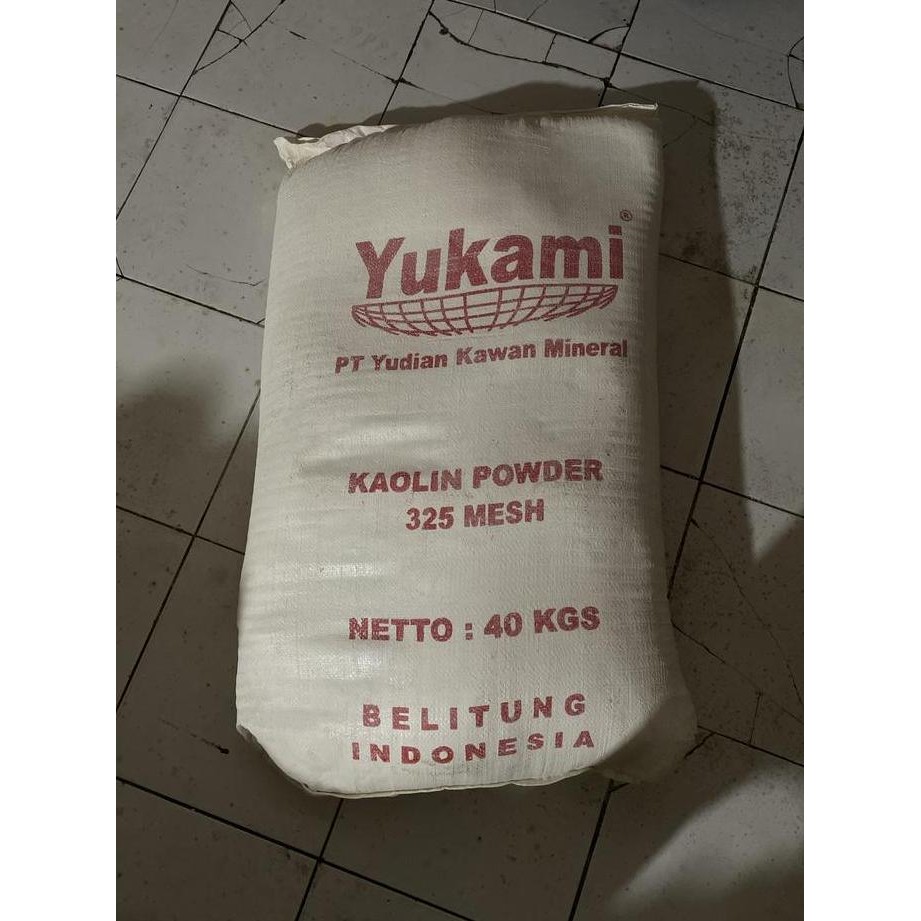 Yukami®
PT Yudian Kawan Mineral
KAOLIN POWDER
325 MESH
NETTO : 40 KGS
BELITUNG
INDONESIA